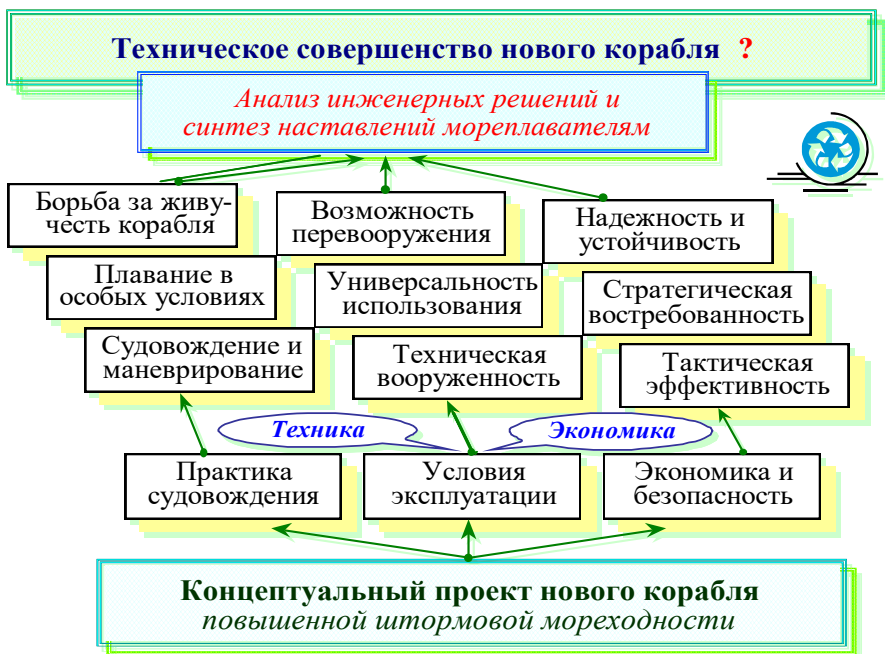 Техническое совершенство нового корабля ?
Анализ инженерных решений и
синтез наставлений мореплавателям
Борьба за живу-
честь корабля
Возможность
перевооружения
Надежность и
устойчивость
Плавание в
особых условиях
Универсальность
использования
Стратегическая
востребованность
Судовождение и
маневрирование
Техническая
вооруженность
Тактическая
эффективность
Техника
Экономика
Практика
судовождения
Условия
эксплуатации
Экономика и
безопасность
Концептуальный проект нового корабля
повышенной штормовой мореходности